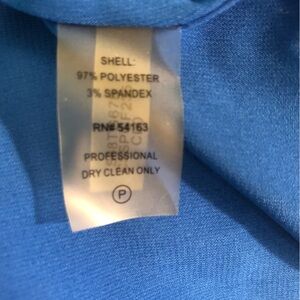 SHELL:
97% POLYESTER
3% SPANDEX
RN# 54163
PROFESSIONAL
DRY CLEAN ONLY
P